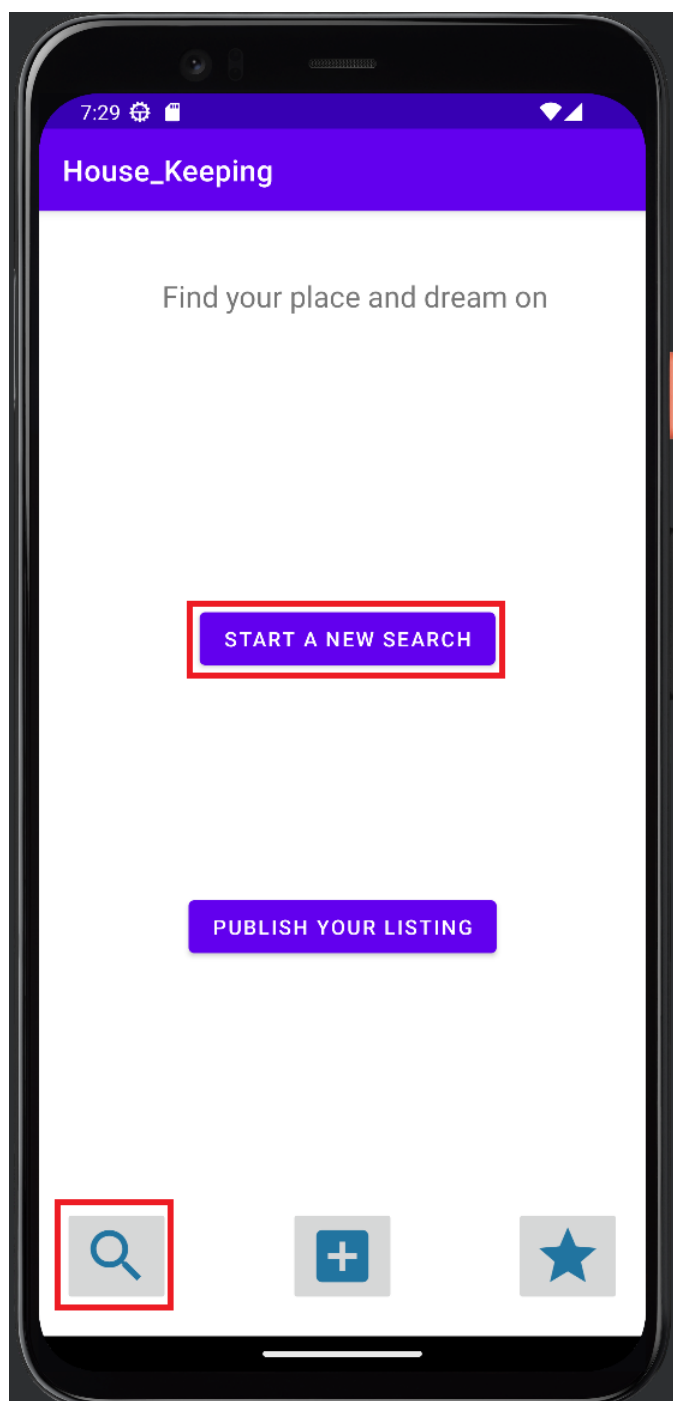 7:29
House_Keeping
Find your place and dream on
START A NEW SEARCH
PUBLISH YOUR LISTING